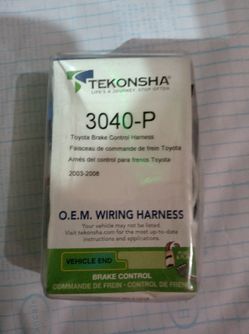 TEKONSHA
LIFE'S A JOURNEY. STOP OFTEN.
3040-P
Toyota Brake Control Harness
Faisceau de commande de frein Toyota
Arnés del control para frenos Toyota
2003-2008
O.E.M. WIRING HARNESS
Your vehicle may not be listed.
Visit tekonsha.com for the most up-to-date
instructions and applications.
VEHICLE END
BRAKE CONTROL
COMMANDE DE FREIN • CONTROL DE FRENO